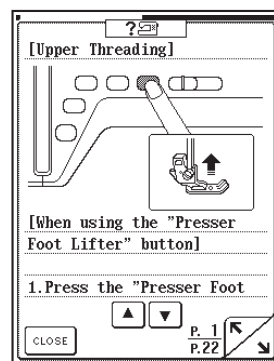 ?
[Upper Threading]
[When using the "Presser
Foot Lifter" button]
1.Press the "Presser Foot
CLOSE
P. 1
P.22